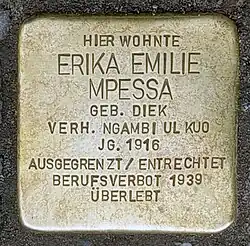 HIER WOHNTE
ERIKA EMILIE
MPESSA
GEB. DIEK
VERH. NGAMBI UL KUO
JG. 1916
AUSGEGRENZT / ENTRECHTET
BERUFSVERBOT 1939
ÜBERLEBT